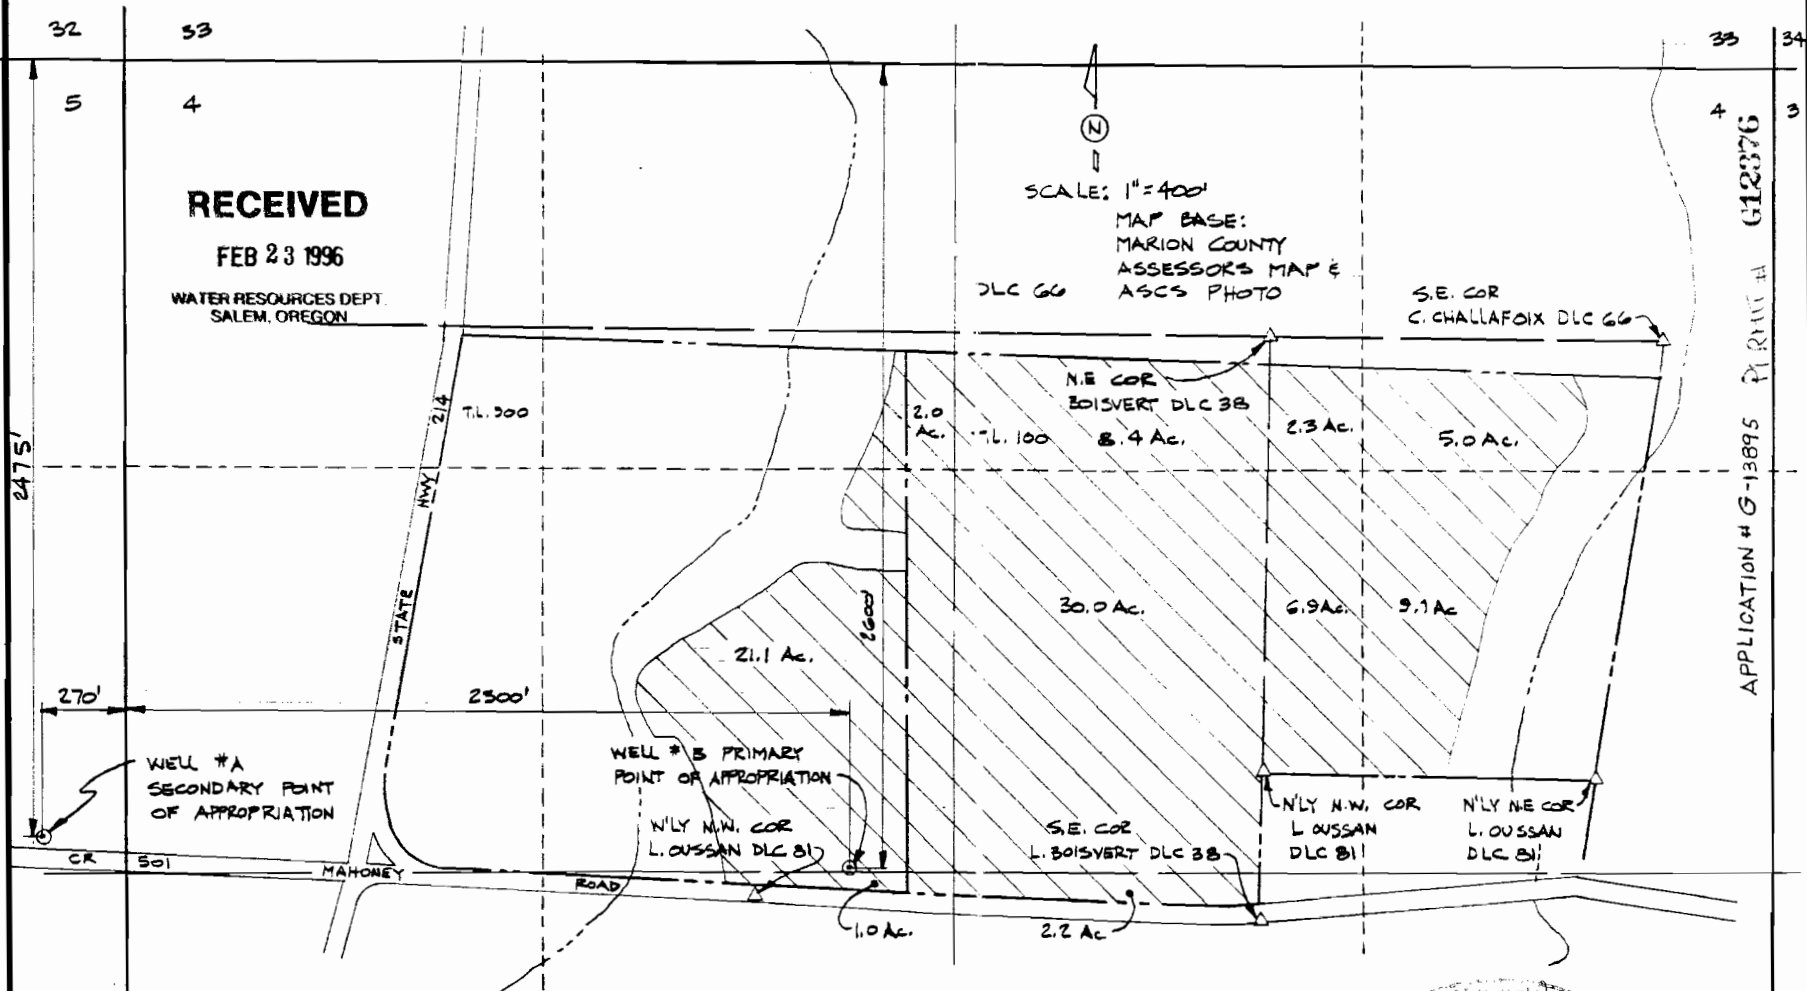 32
33
33
34
5
4
4
3
RECEIVED
FEB 23 1996
WATER RESOURCES DEPT.
SALEM, OREGON
N
SCALE: 1"=400'
MAP BASE:
MARION COUNTY
ASSESSORS MAP &
ASCS PHOTO
DLC 66
S.E. COR
C. CHALLAFOIX DLC 66
N.E COR
BOISVERT DLC 38
2475'
STATE HWY 214
T.L. 900
2.0
Ac.
T.L. 100
8.4 Ac.
2.3 Ac.
5.0 Ac.
30.0 Ac.
6.9 Ac.
9.1 Ac
21.1 Ac.
2600'
270'
2300'
WELL #A
SECONDARY POINT
OF APPROPRIATION
WELL #B PRIMARY
POINT OF APPROPRIATION
N'LY N.W. COR
L. OUSSAN DLC 81
S.E. COR
L. BOISVERT DLC 38
N'LY N.W. COR
L OUSSAN
DLC 81
N'LY N.E COR
L. OUSSAN
DLC 81
CR 501
MAHONEY ROAD
1.0 Ac.
2.2 Ac
APPLICATION # G-13895 PERMIT # G12376